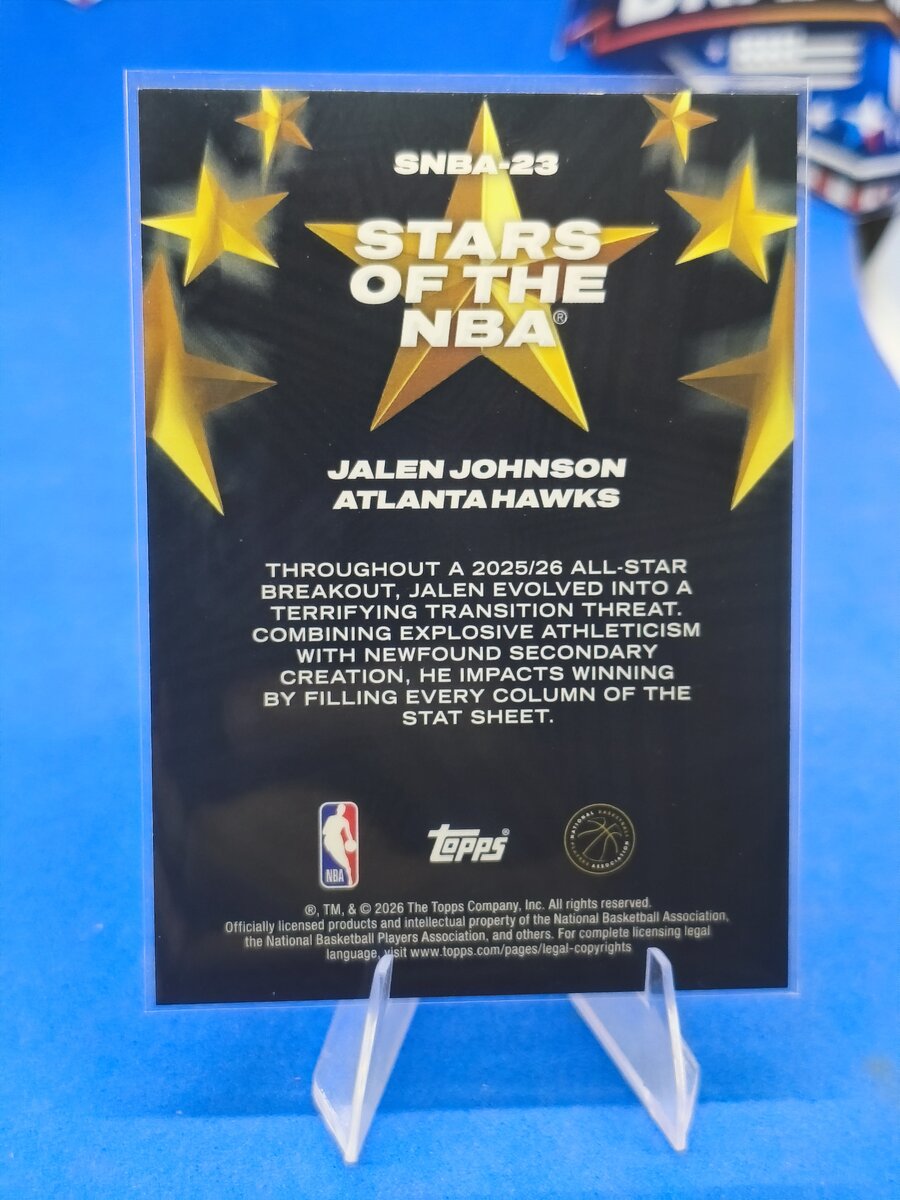 SNBA-23
STARS
OF THE
NBA®
JALEN JOHNSON
ATLANTA HAWKS
THROUGHOUT A 2025/26 ALL-STAR
BREAKOUT, JALEN EVOLVED INTO A
TERRIFYING TRANSITION THREAT.
COMBINING EXPLOSIVE ATHLETICISM
WITH NEWFOUND SECONDARY
CREATION, HE IMPACTS WINNING
BY FILLING EVERY COLUMN OF THE
STAT SHEET.
NBA
Topps®
NATIONAL BASKETBALL
PLAYERS ASSOCIATION
®, TM, & © 2026 The Topps Company, Inc. All rights reserved.
Officially licensed products and intellectual property of the National Basketball Association,
the National Basketball Players Association, and others. For complete licensing legal
language, visit www.topps.com/pages/legal-copyrights